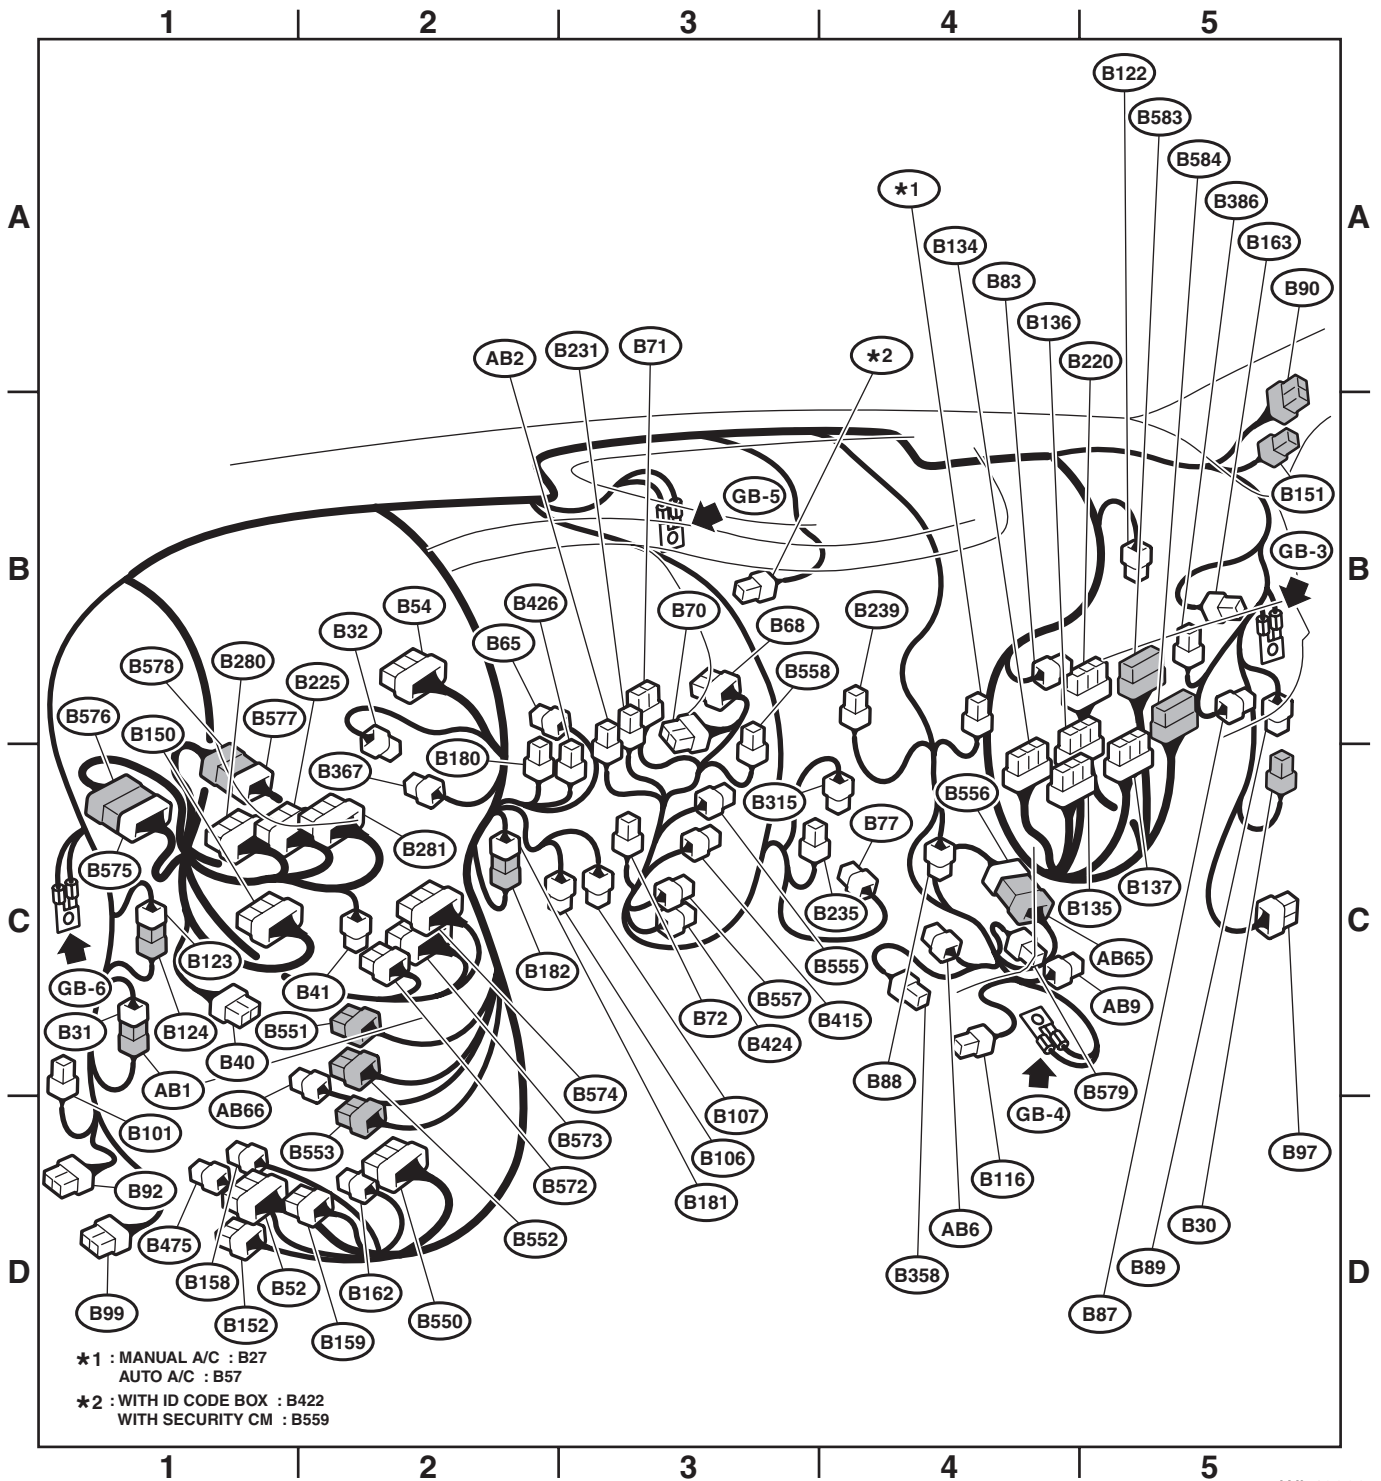 1 2 3 4 5
B122
B583
B584
*1
B386
A A
B134
B163
B83
B90
B136
AB2 B231 B71 *2 B220
GB-5
B151
GB-3
B B
B54 B426 B70 B239
B32 B65 B68
B578 B280 B225 B558
B576 B577
B150 B367 B180
B556
B315
B77
B575 B281
B137
B235 B135
C C
B123 B182 B555 AB65
GB-6 B41 B557 AB9
B31 B124 B551 B72 B415
B40 B424
AB1 B574 B88 B579
AB66 B107 GB-4
B101 B553 B573 B97
B106
B92 B572 B116
B181
B475 B552 AB6 B30
D D
B158 B52 B162 B358 B89
B99 B152 B159 B550 B87
*1 : MANUAL A/C : B27
AUTO A/C : B57
*2 : WITH ID CODE BOX : B422
WITH SECURITY CM : B559
1 2 3 4 5